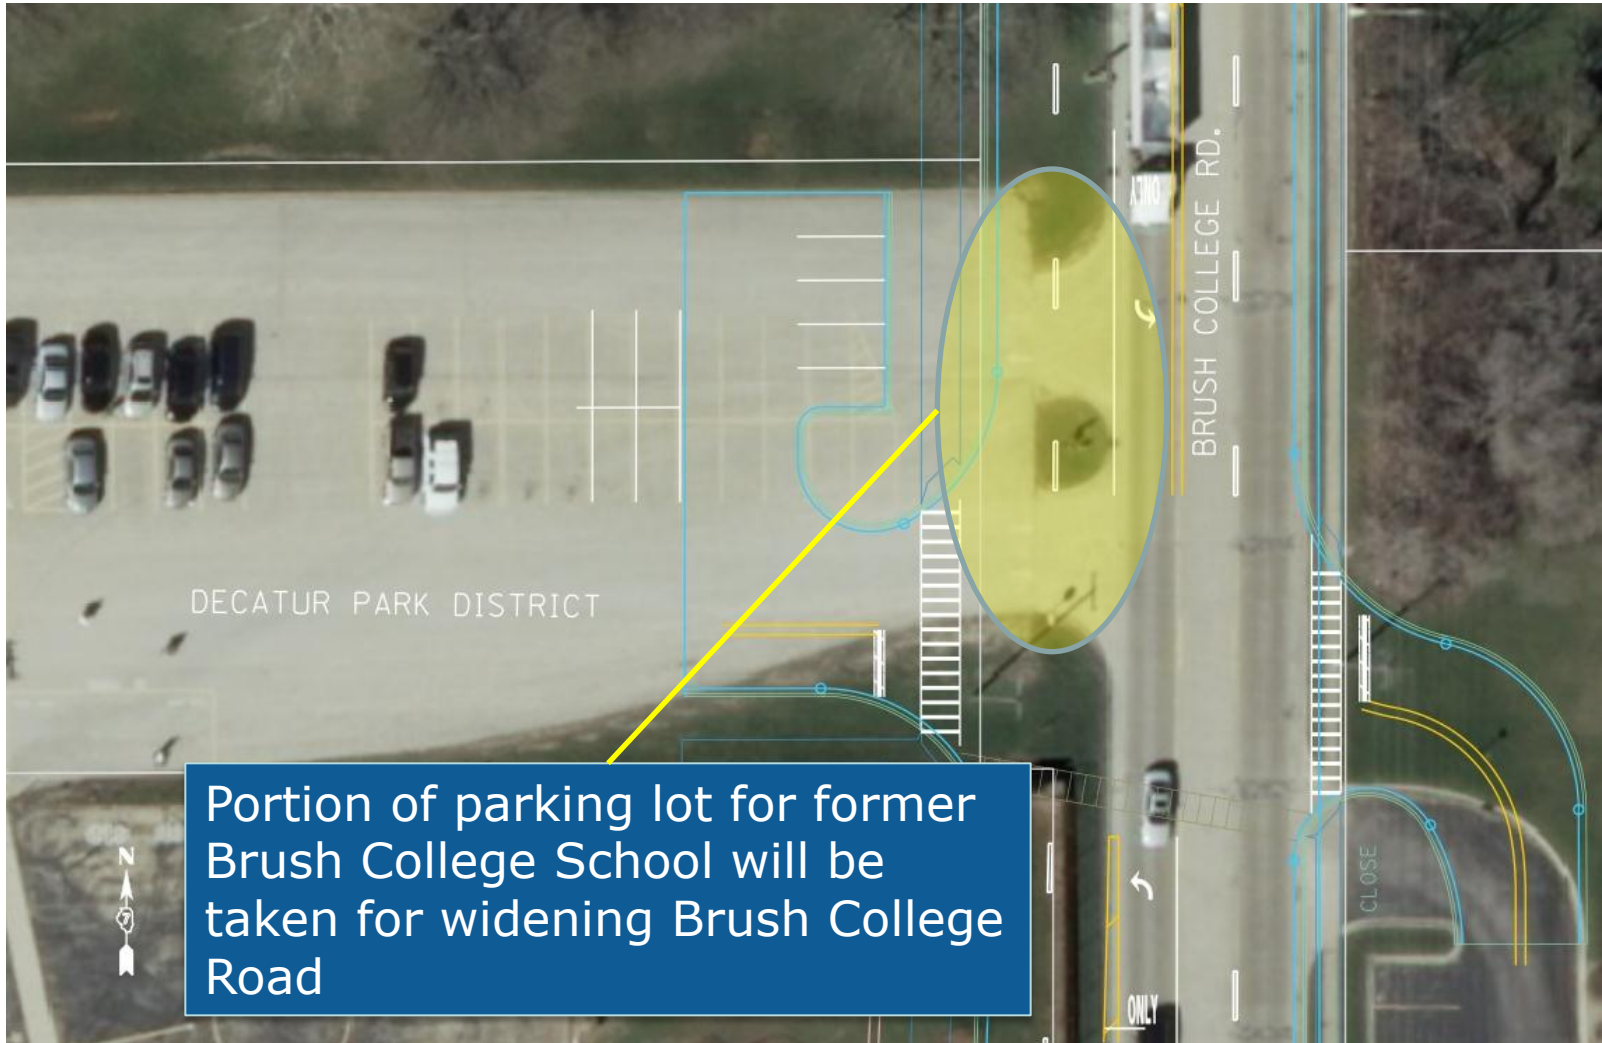 ONLY
BRUSH COLLEGE RD.
DECATUR PARK DISTRICT
Portion of parking lot for former
Brush College School will be
taken for widening Brush College
Road
N
CLOSE
ONLY